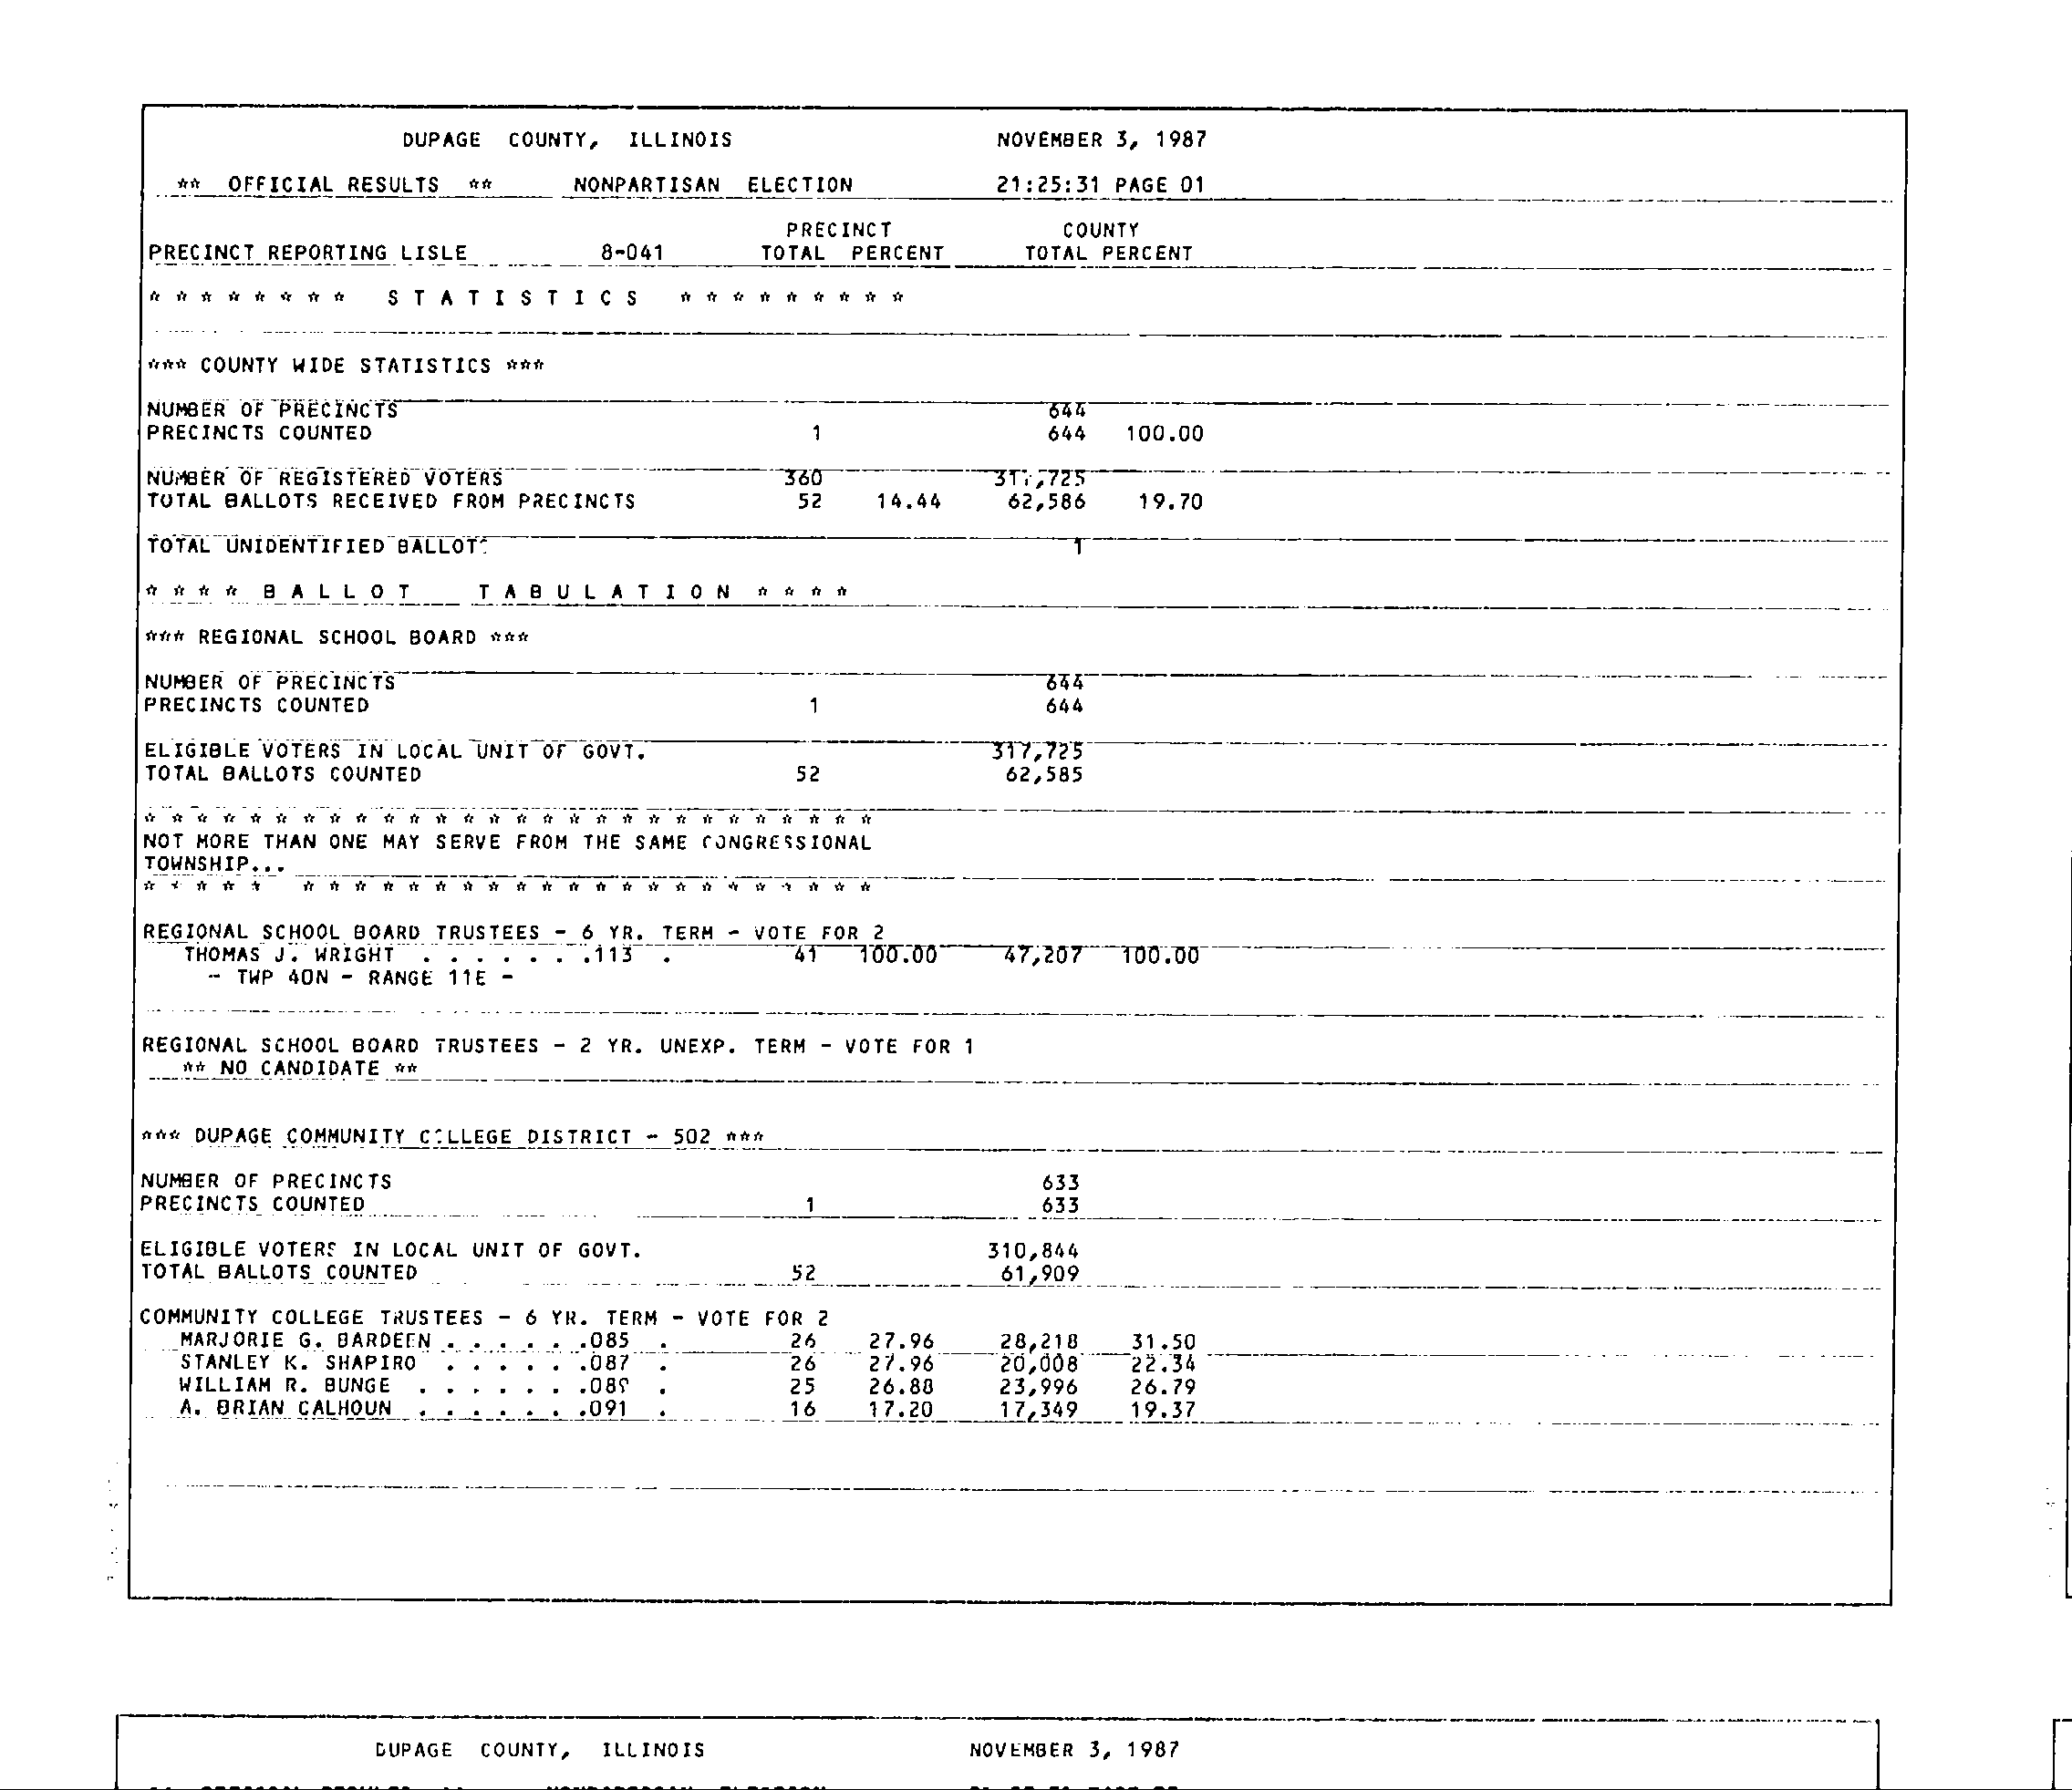 DUPAGE COUNTY, ILLINOIS NOVEMBER 3, 1987
** OFFICIAL RESULTS ** NONPARTISAN ELECTION 21:25:31 PAGE 01
PRECINCT COUNTY
PRECINCT REPORTING LISLE 8-041 TOTAL PERCENT TOTAL PERCENT
* * * * * * * * S T A T I S T I C S * * * * * * * * *
*** COUNTY WIDE STATISTICS ***
NUMBER OF PRECINCTS 644
PRECINCTS COUNTED 1 644 100.00
NUMBER OF REGISTERED VOTERS 360 317,725
TOTAL BALLOTS RECEIVED FROM PRECINCTS 52 14.44 62,586 19.70
TOTAL UNIDENTIFIED BALLOTS 1
* * * * B A L L O T T A B U L A T I O N * * * *
*** REGIONAL SCHOOL BOARD ***
NUMBER OF PRECINCTS 644
PRECINCTS COUNTED 1 644
ELIGIBLE VOTERS IN LOCAL UNIT OF GOVT. 317,725
TOTAL BALLOTS COUNTED 52 62,585
* * * * * * * * * * * * * * * * * * * * * * * * * * * *
NOT MORE THAN ONE MAY SERVE FROM THE SAME CONGRESSIONAL
TOWNSHIP...
* * * * * * * * * * * * * * * * * * * * * * * * * * *
REGIONAL SCHOOL BOARD TRUSTEES - 6 YR. TERM - VOTE FOR 2
THOMAS J. WRIGHT . . . . . . .113 . 41 100.00 47,207 100.00
- TWP 40N - RANGE 11E -
REGIONAL SCHOOL BOARD TRUSTEES - 2 YR. UNEXP. TERM - VOTE FOR 1
** NO CANDIDATE **
*** DUPAGE COMMUNITY COLLEGE DISTRICT - 502 ***
NUMBER OF PRECINCTS 633
PRECINCTS COUNTED 1 633
ELIGIBLE VOTERS IN LOCAL UNIT OF GOVT. 310,844
TOTAL BALLOTS COUNTED 52 61,909
COMMUNITY COLLEGE TRUSTEES - 6 YR. TERM - VOTE FOR 2
MARJORIE G. BARDEEN . . . . . .085 . 26 27.96 28,218 31.50
STANLEY K. SHAPIRO . . . . . .087 . 26 27.96 20,008 22.34
WILLIAM R. BUNGE . . . . . . .089 . 25 26.88 23,996 26.79
A. BRIAN CALHOUN . . . . . . .091 . 16 17.20 17,349 19.37
DUPAGE COUNTY, ILLINOIS NOVEMBER 3, 1987